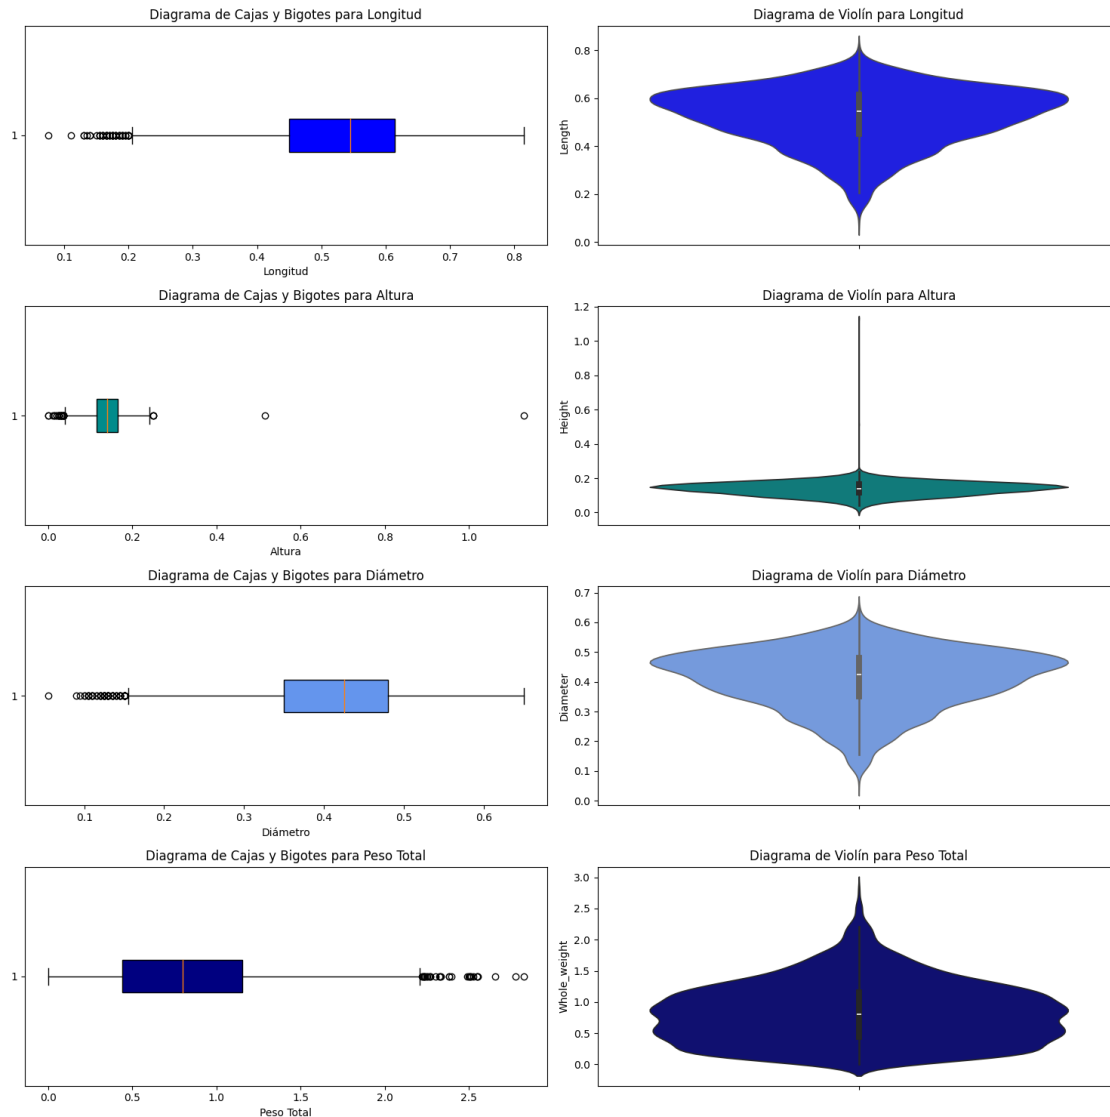 Diagrama de Cajas y Bigotes para Longitud
1
0.1 0.2 0.3 0.4 0.5 0.6 0.7 0.8
Longitud
Diagrama de Violín para Longitud
0.8
0.6
0.4
0.2
0.0
Length
Diagrama de Cajas y Bigotes para Altura
1
0.0 0.2 0.4 0.6 0.8 1.0
Altura
Diagrama de Violín para Altura
1.2
1.0
0.8
0.6
0.4
0.2
0.0
Height
Diagrama de Cajas y Bigotes para Diámetro
1
0.1 0.2 0.3 0.4 0.5 0.6
Diámetro
Diagrama de Violín para Diámetro
0.7
0.6
0.5
0.4
0.3
0.2
0.1
0.0
Diameter
Diagrama de Cajas y Bigotes para Peso Total
1
0.0 0.5 1.0 1.5 2.0 2.5
Peso Total
Diagrama de Violín para Peso Total
3.0
2.5
2.0
1.5
1.0
0.5
0.0
Whole_weight